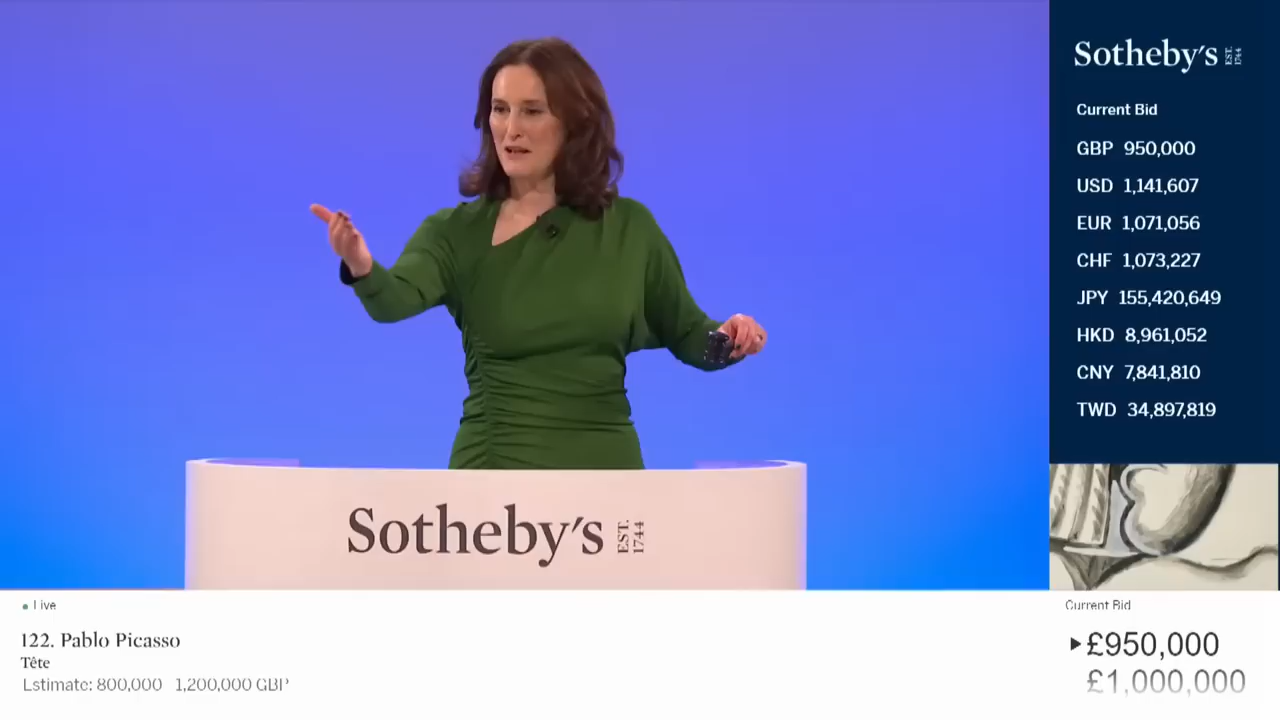 Sotheby's EST. 1744
Current Bid
GBP 950,000
USD 1,141,607
EUR 1,071,056
CHF 1,073,227
JPY 155,420,649
HKD 8,961,052
CNY 7,841,810
TWD 34,897,819
Sotheby's EST. 1744
Live
122. Pablo Picasso
Tête
Estimate: 800,000 1,200,000 GBP
Current Bid
£950,000
£1,000,000